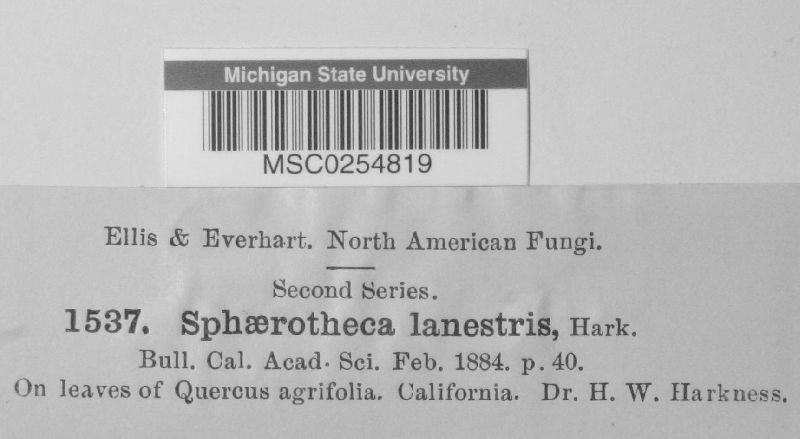 Michigan State University
MSC0254819
Ellis & Everhart. North American Fungi.
Second Series.
1537. Sphærotheca lanestris, Hark.
Bull. Cal. Acad. Sci. Feb. 1884. p. 40.
On leaves of Quercus agrifolia. California. Dr. H. W. Harkness.